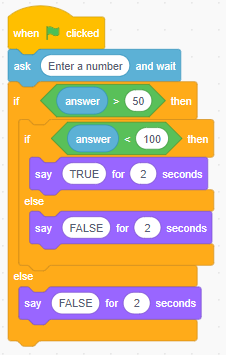 when clicked
ask Enter a number and wait
if answer > 50 then
if answer < 100 then
say TRUE for 2 seconds
else
say FALSE for 2 seconds
else
say FALSE for 2 seconds